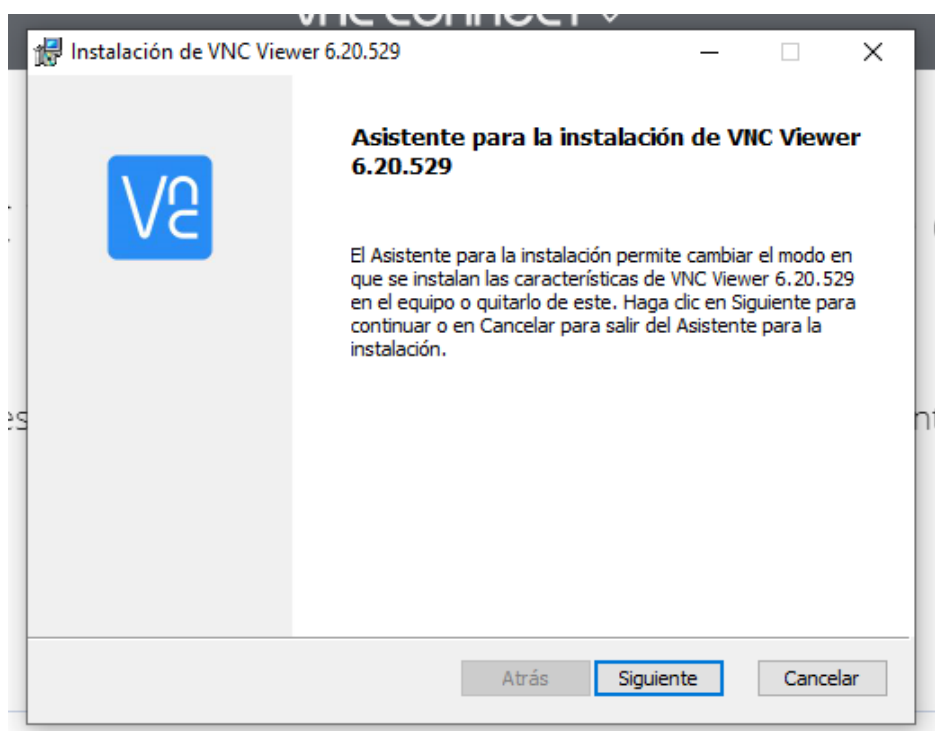 VNC CONNECT
Instalación de VNC Viewer 6.20.529
Asistente para la instalación de VNC Viewer
6.20.529
VNC
El Asistente para la instalación permite cambiar el modo en
que se instalan las características de VNC Viewer 6.20.529
en el equipo o quitarlo de este. Haga clic en Siguiente para
continuar o en Cancelar para salir del Asistente para la
instalación.
Atrás
Siguiente
Cancelar